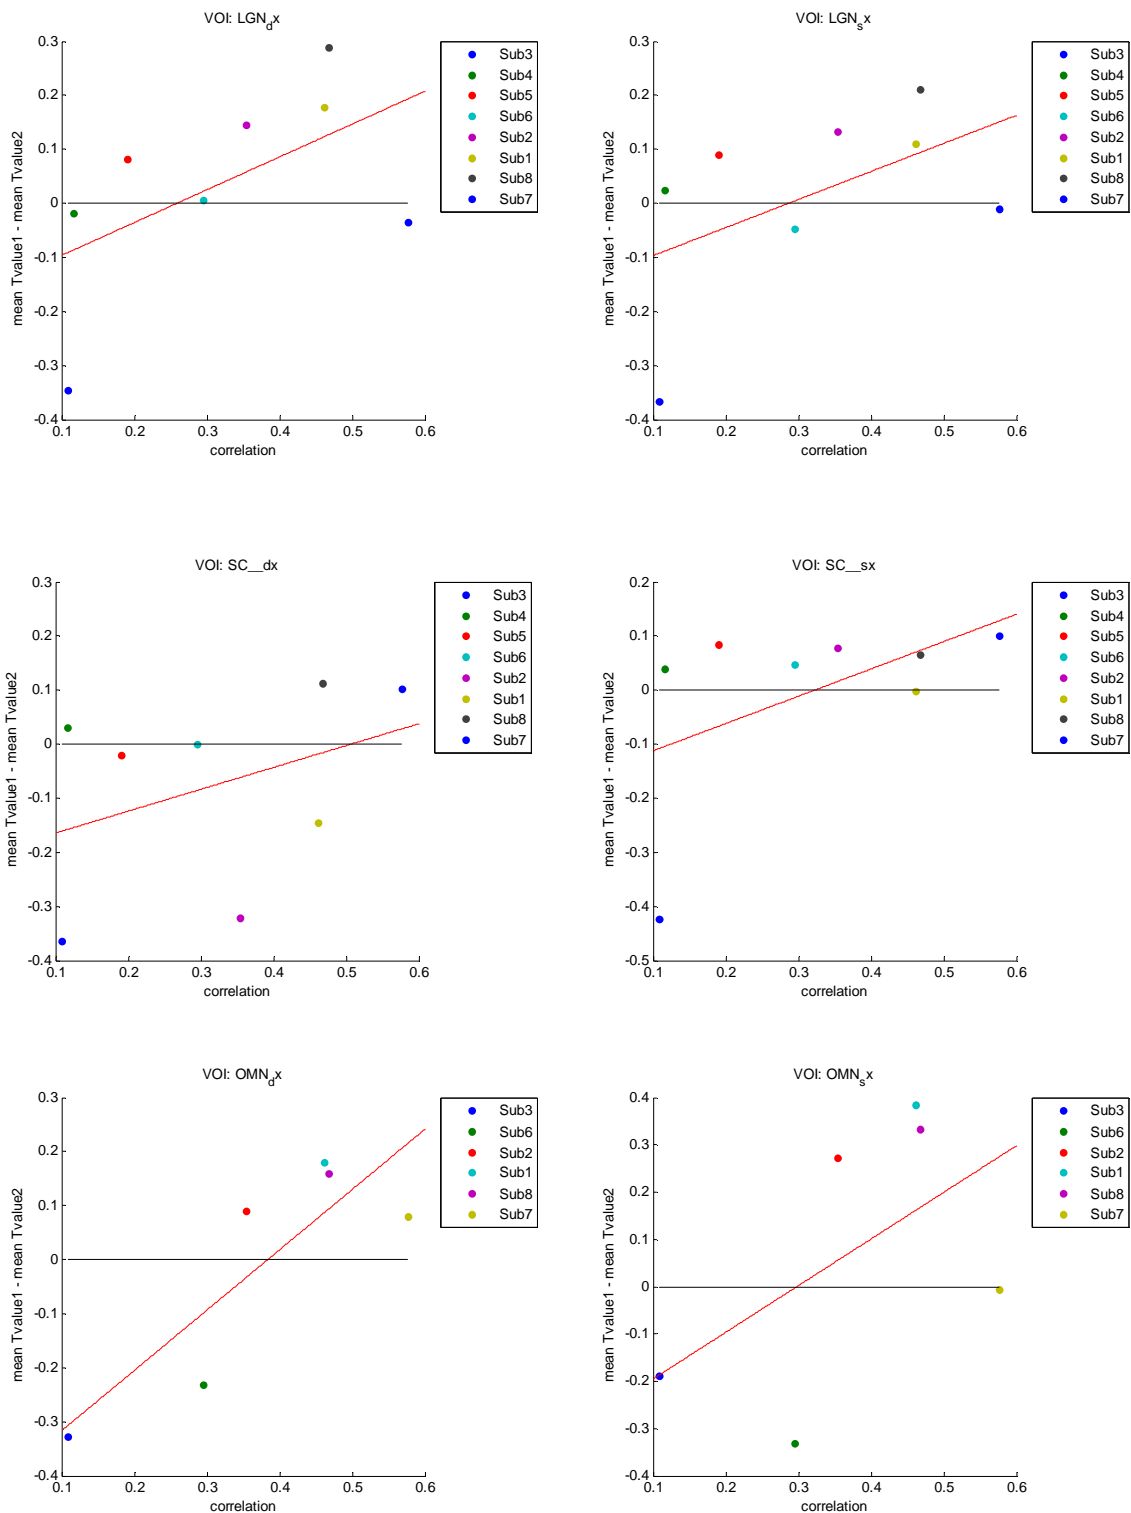 VOI: LGNdx
0.3
0.2
0.1
0
-0.1
-0.2
-0.3
-0.4
0.1 0.2 0.3 0.4 0.5 0.6
correlation
mean Tvalue1 - mean Tvalue2
Sub3
Sub4
Sub5
Sub6
Sub2
Sub1
Sub8
Sub7
VOI: LGNsx
0.3
0.2
0.1
0
-0.1
-0.2
-0.3
-0.4
0.1 0.2 0.3 0.4 0.5 0.6
correlation
mean Tvalue1 - mean Tvalue2
Sub3
Sub4
Sub5
Sub6
Sub2
Sub1
Sub8
Sub7
VOI: SC__dx
0.3
0.2
0.1
0
-0.1
-0.2
-0.3
-0.4
0.1 0.2 0.3 0.4 0.5 0.6
correlation
mean Tvalue1 - mean Tvalue2
Sub3
Sub4
Sub5
Sub6
Sub2
Sub1
Sub8
Sub7
VOI: SC__sx
0.2
0.1
0
-0.1
-0.2
-0.3
-0.4
-0.5
0.1 0.2 0.3 0.4 0.5 0.6
correlation
mean Tvalue1 - mean Tvalue2
Sub3
Sub4
Sub5
Sub6
Sub2
Sub1
Sub8
Sub7
VOI: OMNdx
0.3
0.2
0.1
0
-0.1
-0.2
-0.3
-0.4
0.1 0.2 0.3 0.4 0.5 0.6
correlation
mean Tvalue1 - mean Tvalue2
Sub3
Sub6
Sub2
Sub1
Sub8
Sub7
VOI: OMNsx
0.4
0.3
0.2
0.1
0
-0.1
-0.2
-0.3
-0.4
0.1 0.2 0.3 0.4 0.5 0.6
correlation
mean Tvalue1 - mean Tvalue2
Sub3
Sub6
Sub2
Sub1
Sub8
Sub7